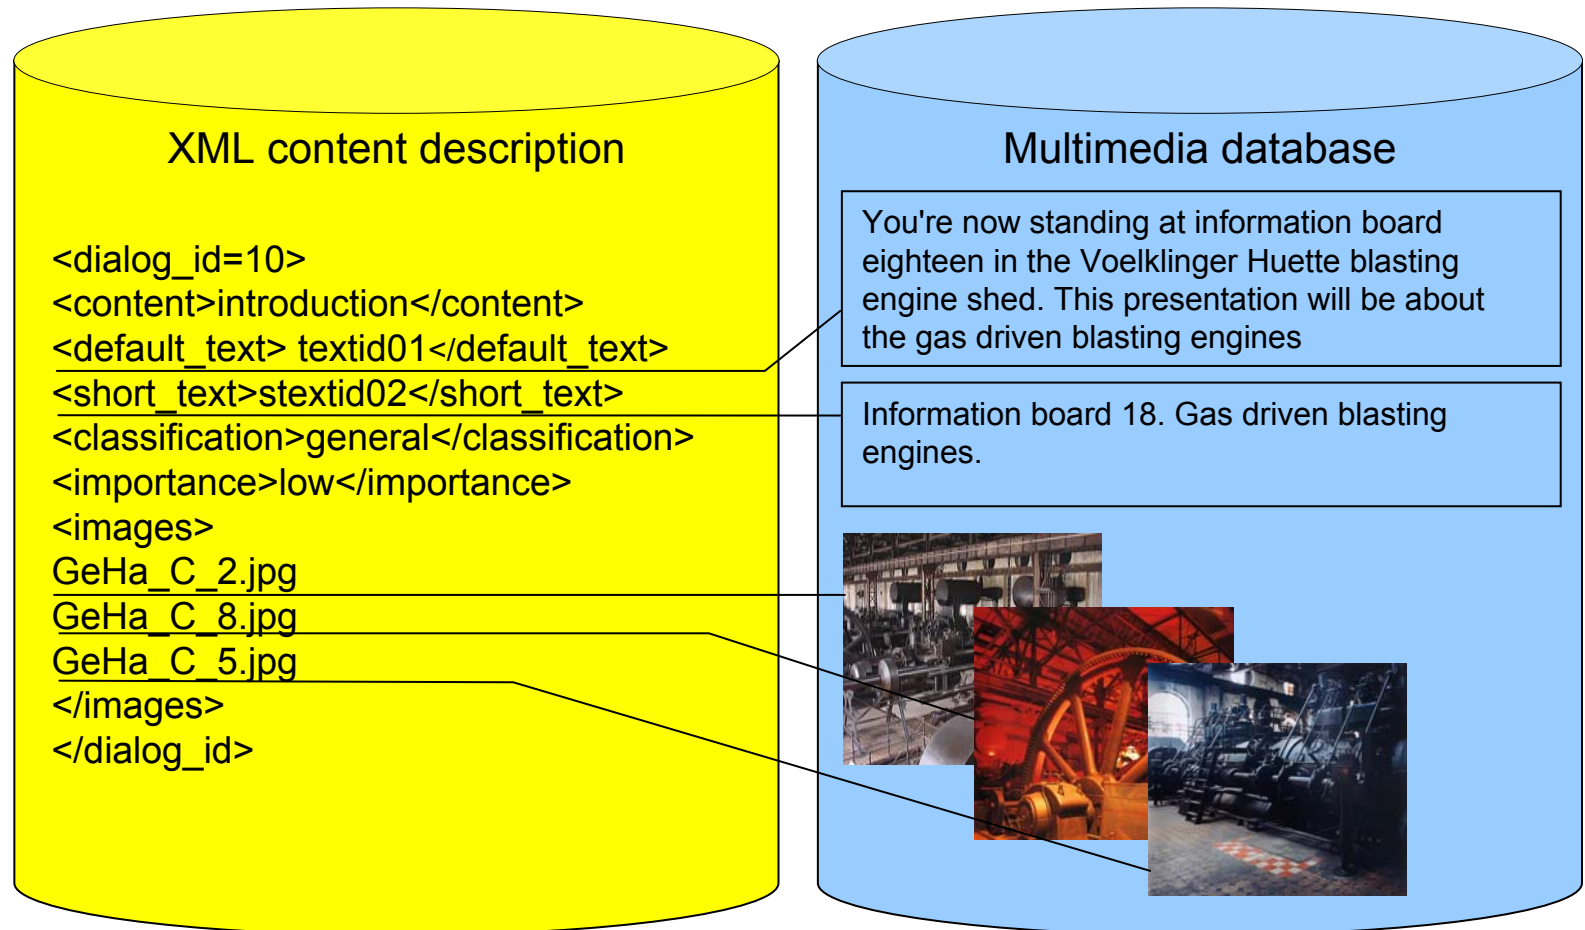 XML content description
<dialog_id=10>
<content>introduction</content>
<default_text> textid01</default_text>
<short_text>stextid02</short_text>
<classification>general</classification>
<importance>low</importance>
<images>
GeHa_C_2.jpg
GeHa_C_8.jpg
GeHa_C_5.jpg
</images>
</dialog_id>
Multimedia database
You're now standing at information board
eighteen in the Voelklinger Huette blasting
engine shed. This presentation will be about
the gas driven blasting engines
Information board 18. Gas driven blasting
engines.